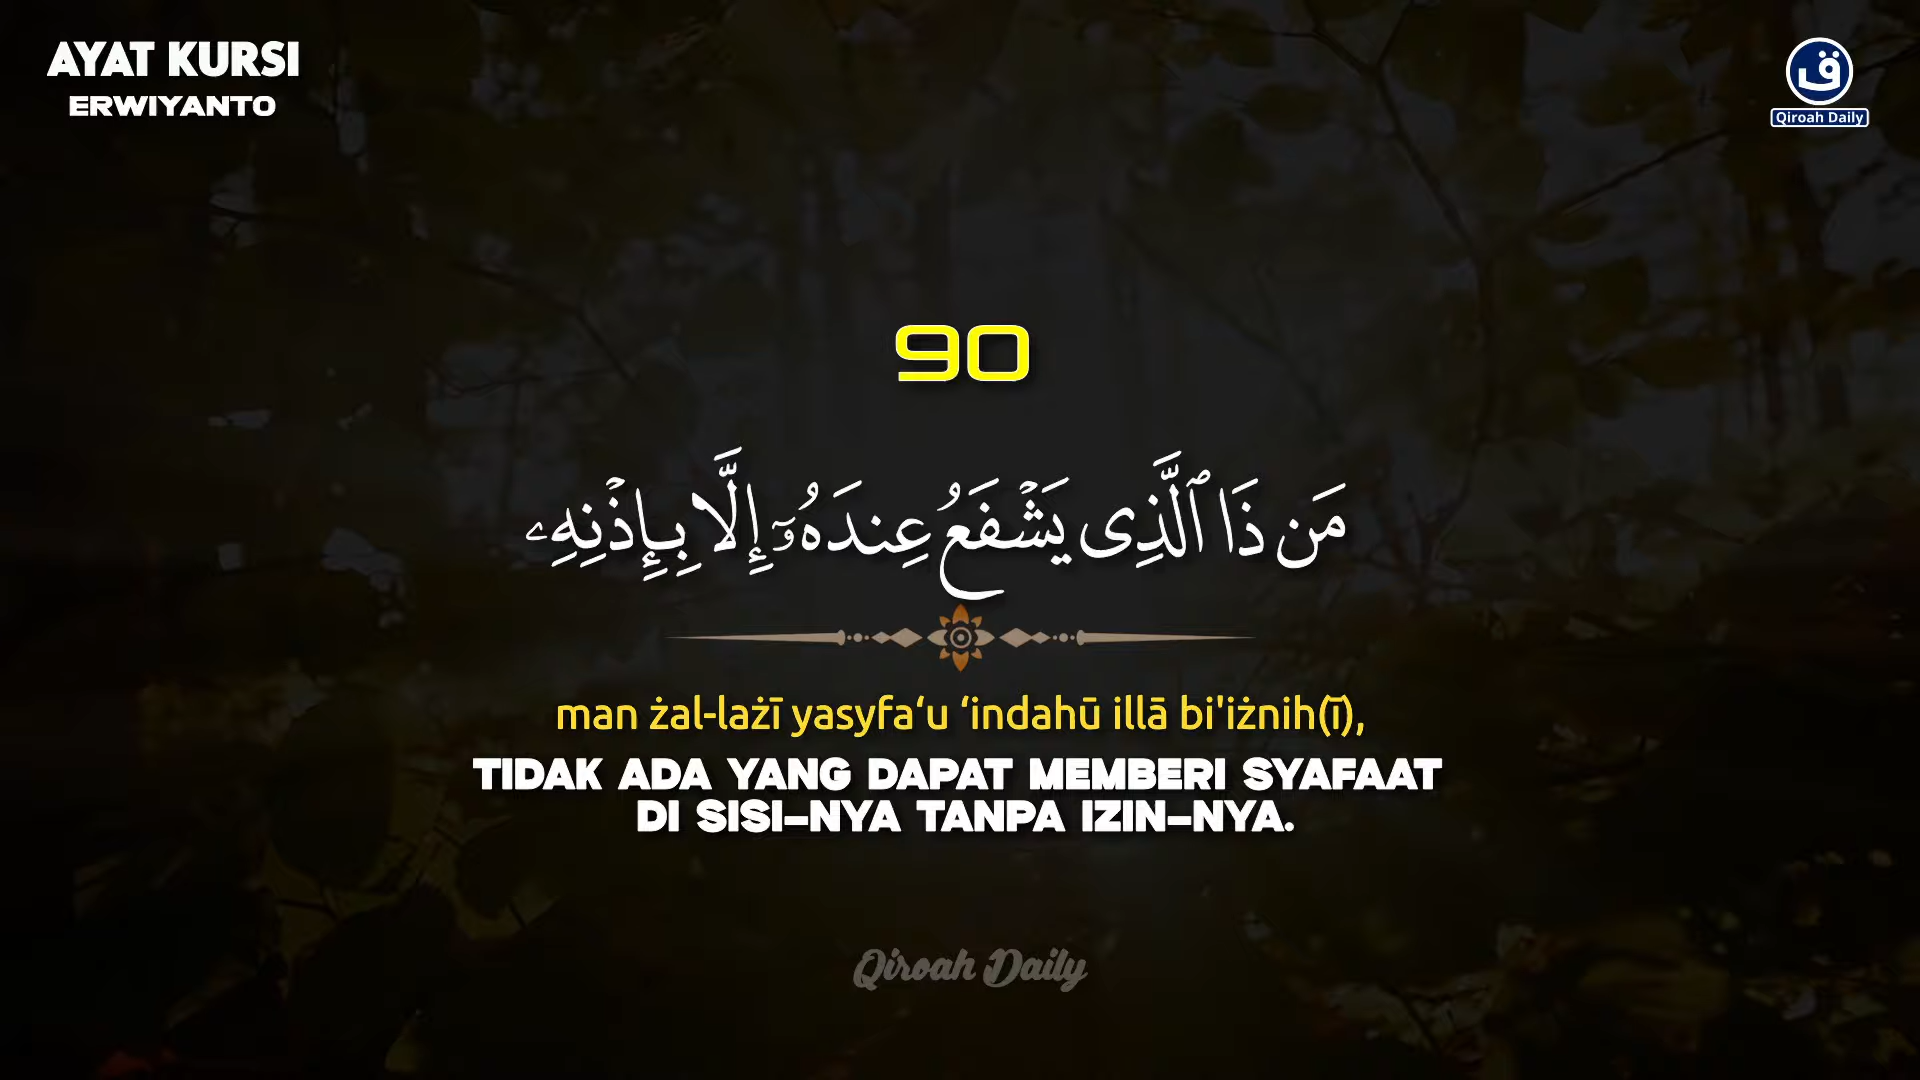 AYAT KURSI
ERWIYANTO
ق
Qiroah Daily
90
مَن ذَا ٱلَّذِى يَشْفَعُ عِندَهُۥٓ إِلَّا بِإِذْنِهِۦ
man żal-lażī yasyfa‘u ‘indahū illā bi'iżnih(ī),
TIDAK ADA YANG DAPAT MEMBERI SYAFAAT
DI SISI-NYA TANPA IZIN-NYA.
Qiroah Daily